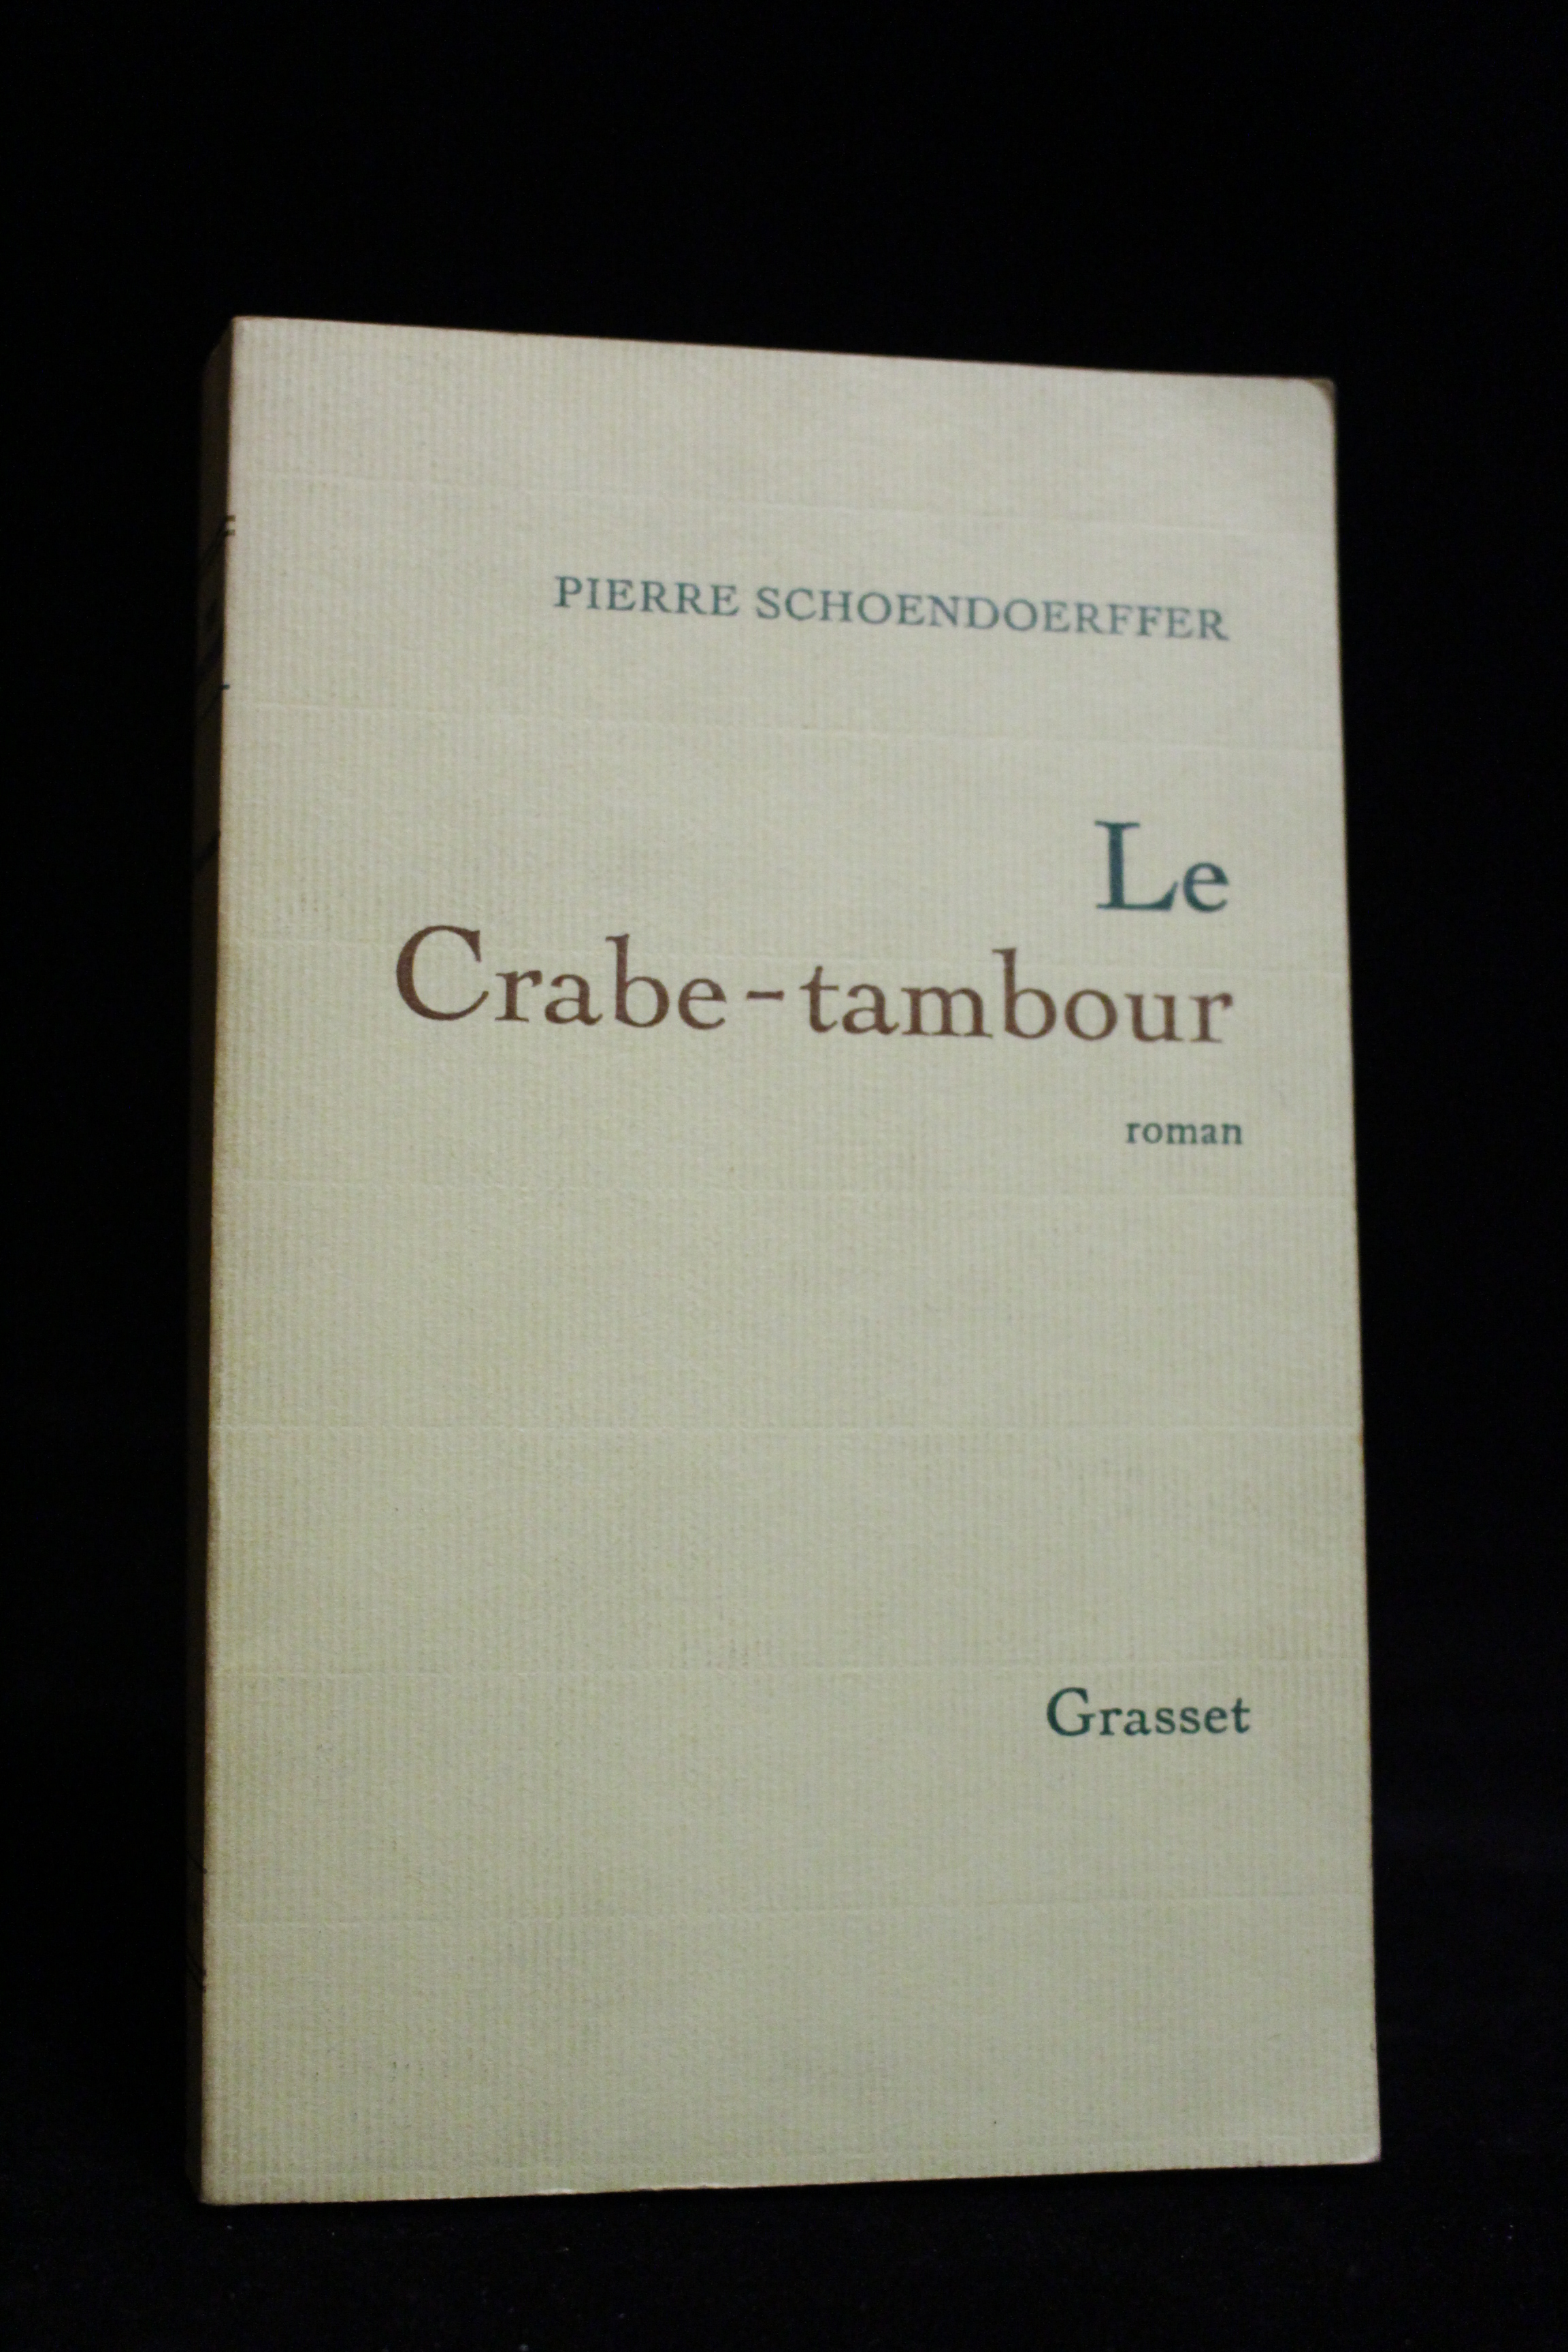 PIERRE SCHOENDOERFFER
Le
Crabe-tambour
roman
Grasset